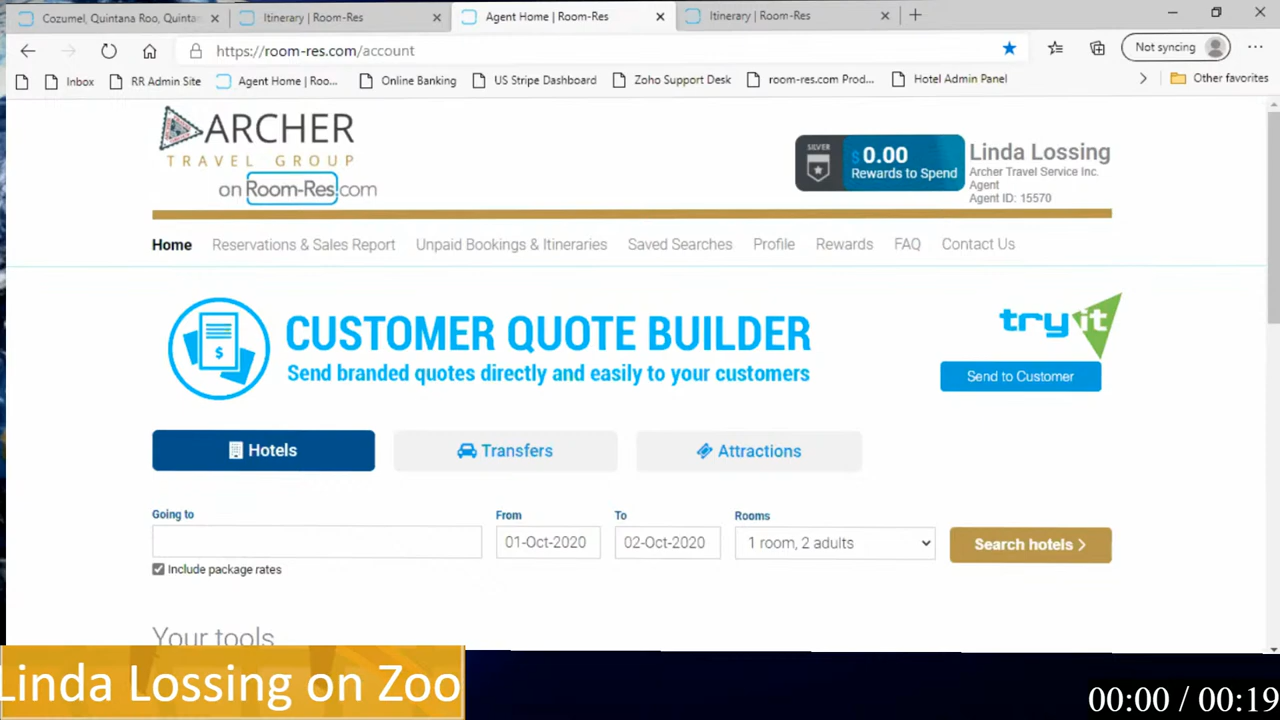 Cozumel, Quintana Roo, Quinta
Itinerary | Room-Res
Agent Home | Room-Res
Itinerary | Room-Res
https://room-res.com/account
Not syncing
Inbox
RR Admin Site
Agent Home | Roo...
Online Banking
US Stripe Dashboard
Zoho Support Desk
room-res.com Prod...
Hotel Admin Panel
Other favorites
ARCHER
TRAVEL GROUP
on Room-Res.com
SILVER
$0.00
Rewards to Spend
Linda Lossing
Archer Travel Service Inc.
Agent
Agent ID: 15570
Home Reservations & Sales Report Unpaid Bookings & Itineraries Saved Searches Profile Rewards FAQ Contact Us
CUSTOMER QUOTE BUILDER
Send branded quotes directly and easily to your customers
try it
Send to Customer
Hotels
Transfers
Attractions
Going to
From
To
Rooms
01-Oct-2020
02-Oct-2020
1 room, 2 adults
Search hotels
Include package rates
Your tools
Linda Lossing on Zoo
00:00 / 00:19